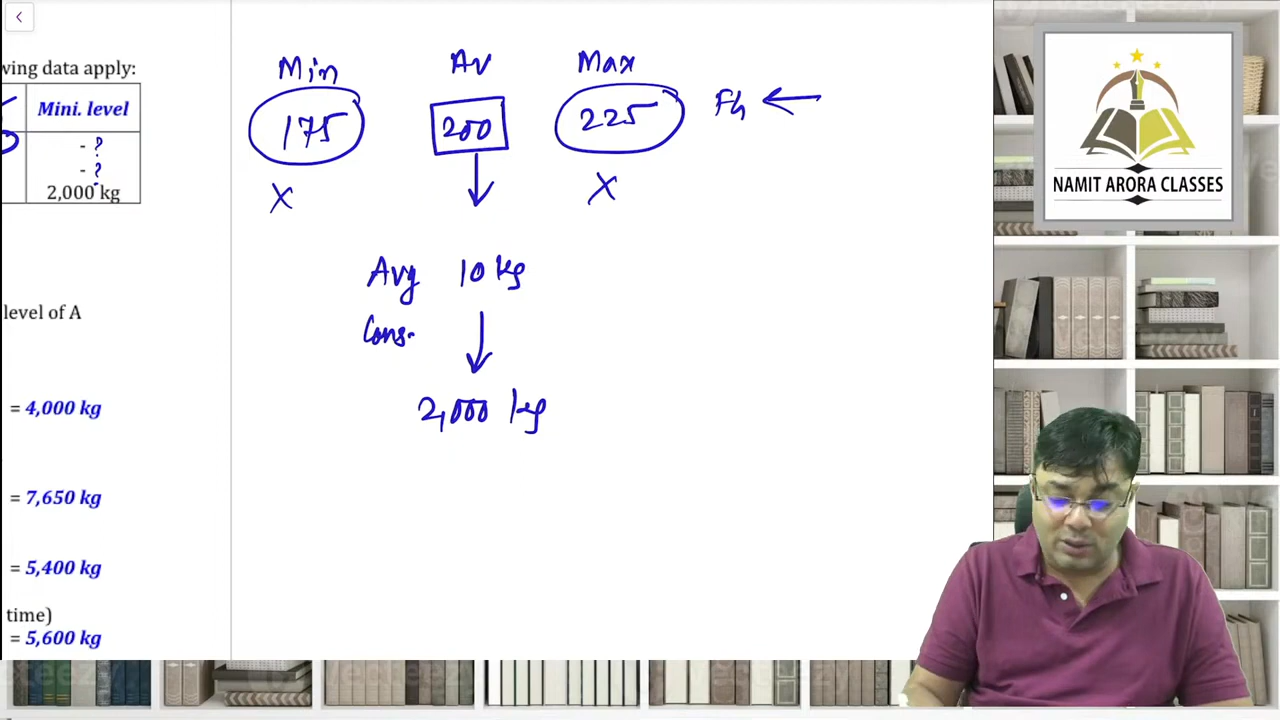 wing data apply:
Mini. level
- ?
- ?
2,000 kg
level of A
= 4,000 kg
= 7,650 kg
= 5,400 kg
time)
= 5,600 kg
Min Av Max
175 200 225 FG ←
X X
Avg 10 kg
Cons.
2,000 kg
NAMIT ARORA CLASSES